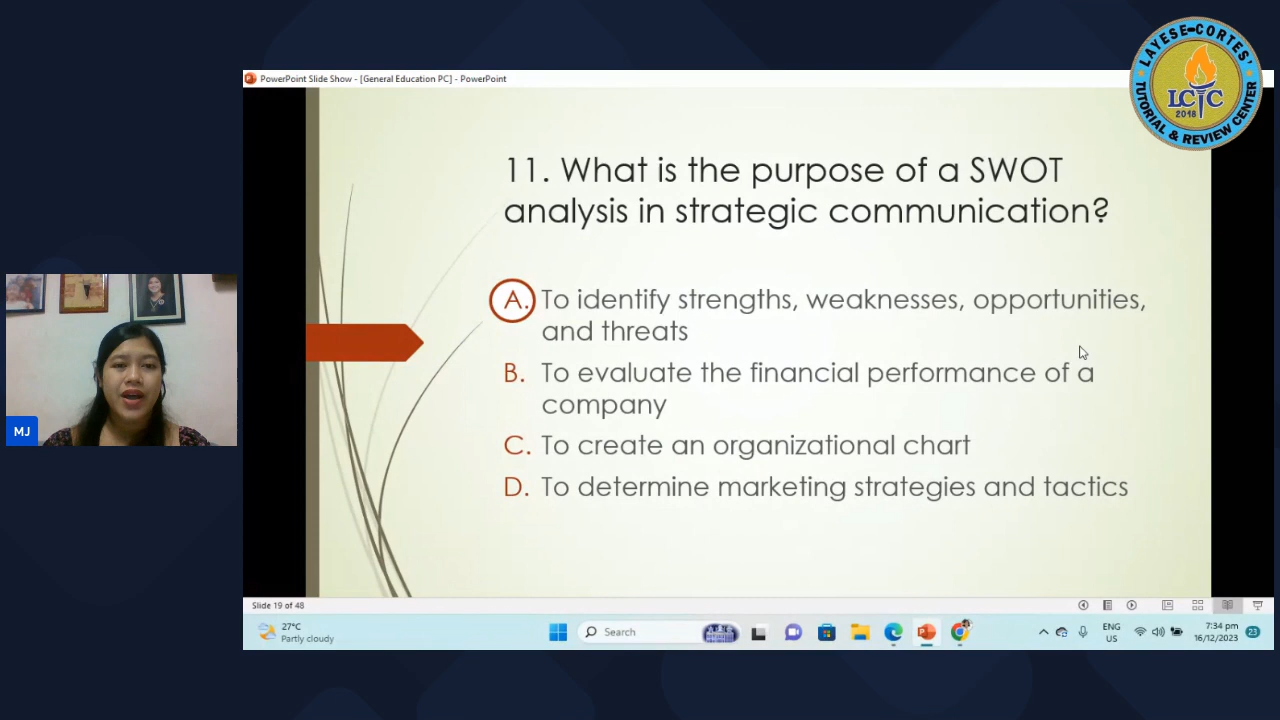 PowerPoint Slide Show - [General Education PC] - PowerPoint
LAYESE-CORTES'
LCTC
2018
TUTORIAL & REVIEW CENTER
11. What is the purpose of a SWOT
analysis in strategic communication?
A. To identify strengths, weaknesses, opportunities,
and threats
B. To evaluate the financial performance of a
company
C. To create an organizational chart
D. To determine marketing strategies and tactics
MJ
Slide 19 of 48
27°C
Partly cloudy
Search
ENG
US
7:34 pm
16/12/2023
23